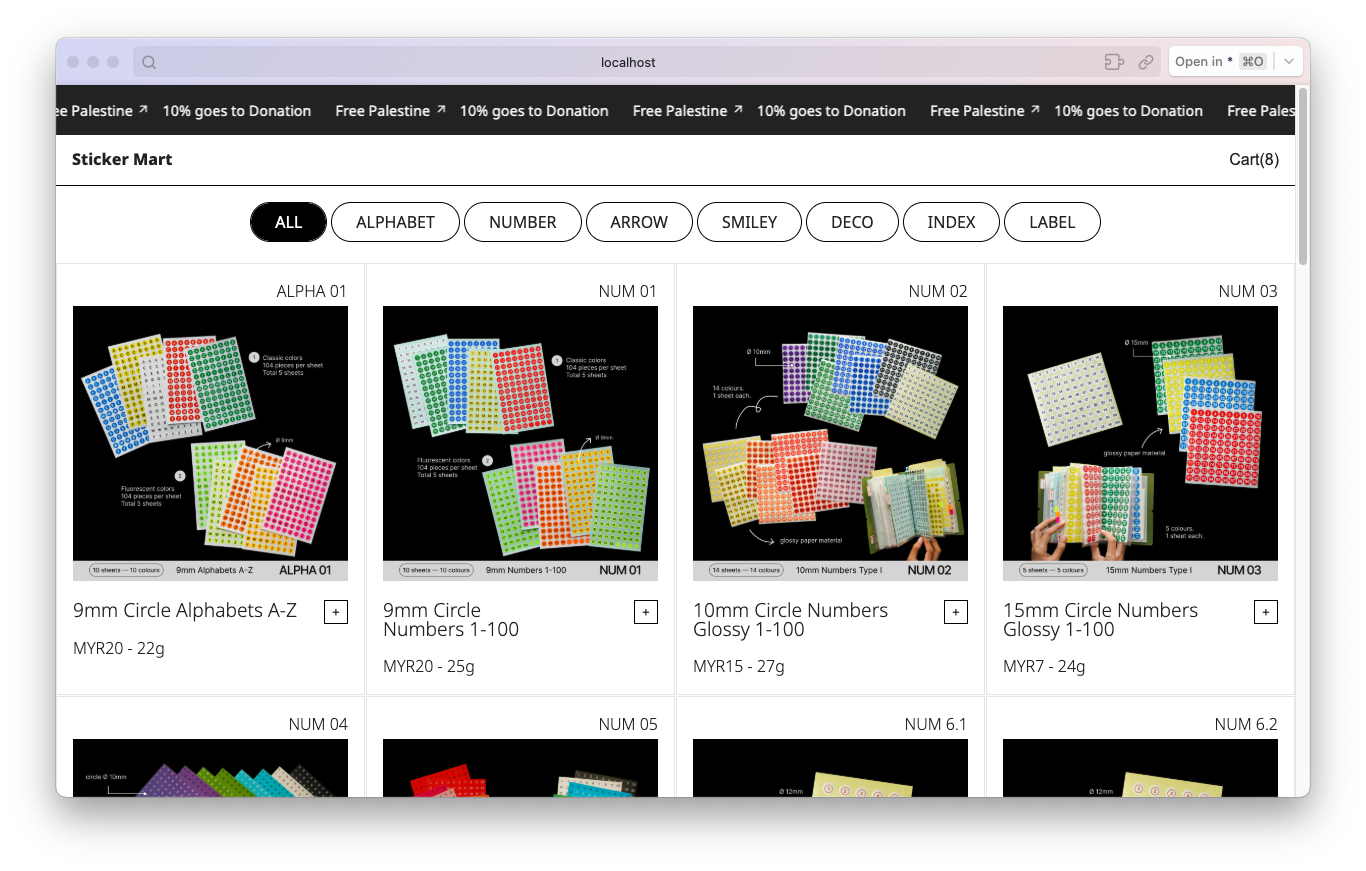 localhost
Open in * ⌘O
ee Palestine ↗ 10% goes to Donation Free Palestine ↗ 10% goes to Donation Free Palestine ↗ 10% goes to Donation Free Palestine ↗ 10% goes to Donation Free Pales
Sticker Mart
Cart(8)
ALL ALPHABET NUMBER ARROW SMILEY DECO INDEX LABEL
ALPHA 01
1 Classic colors
104 pieces per sheet
Total 5 sheets
Ø 9mm
2
Fluorescent colors
104 pieces per sheet
Total 5 sheets
10 sheets — 10 colours 9mm Alphabets A-Z ALPHA 01
9mm Circle Alphabets A-Z +
MYR20 - 22g
NUM 01
1 Classic colors
104 pieces per sheet
Total 5 sheets
Ø 9mm
Fluorescent colors 2
104 pieces per sheet
Total 5 sheets
10 sheets — 10 colours 9mm Numbers 1-100 NUM 01
9mm Circle +
Numbers 1-100
MYR20 - 25g
NUM 02
Ø 10mm
14 colours.
1 sheet each.
glossy paper material
14 sheets — 14 colours 10mm Numbers Type I NUM 02
10mm Circle Numbers +
Glossy 1-100
MYR15 - 27g
NUM 03
Ø 15mm
glossy paper material
5 colours.
1 sheet each.
5 sheets — 5 colours 15mm Numbers Type I NUM 03
15mm Circle Numbers +
Glossy 1-100
MYR7 - 24g
NUM 04
circle Ø 10mm
NUM 05
NUM 6.1
Ø 12mm
NUM 6.2
Ø 12mm